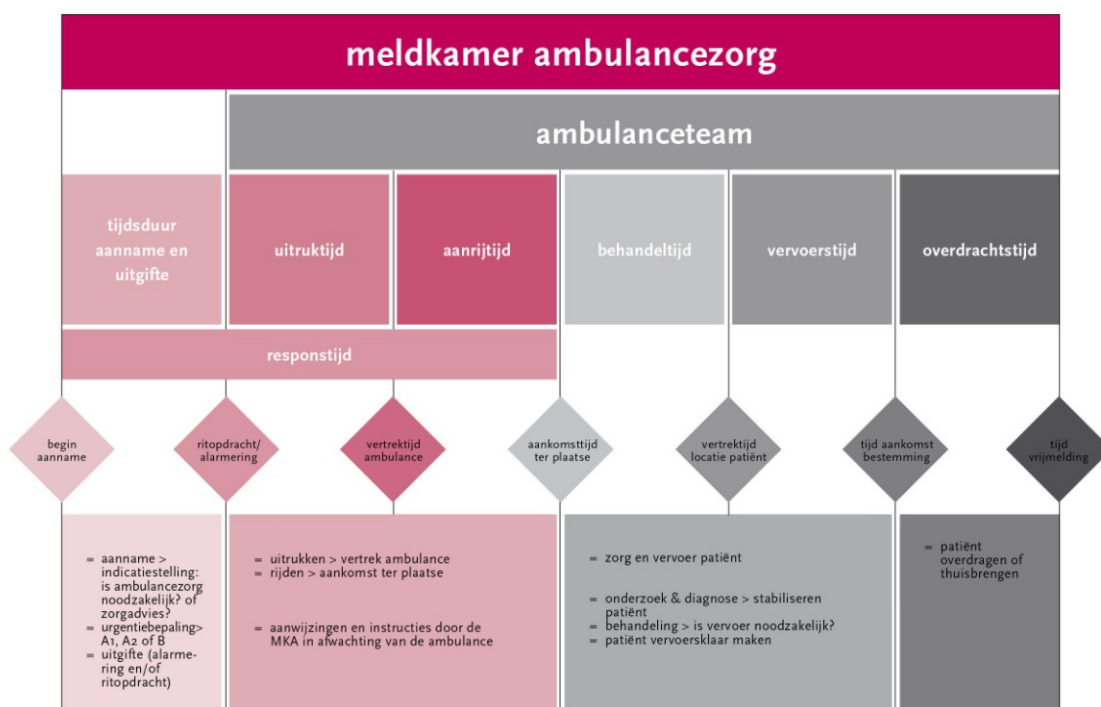 meldkamer ambulancezorg
ambulanceteam
tijdsduur
aanname en
uitgifte
uitruktijd
aanrijtijd
behandeltijd
vervoerstijd
overdrachtstijd
responstijd
begin
aanname
ritopdracht/
alarmering
vertrektijd
ambulance
aankomsttijd
ter plaatse
vertrektijd
locatie patiënt
tijd aankomst
bestemming
tijd
vrijmelding
= aanname >
indicatiestelling:
is ambulancezorg
noodzakelijk? of
zorgadvies?
= urgentiebepaling>
A1, A2 of B
= uitgifte (alarme-
ring en/of
ritopdracht)
= uitrukken > vertrek ambulance
= rijden > aankomst ter plaatse
= aanwijzingen en instructies door de
MKA in afwachting van de ambulance
= zorg en vervoer patiënt
= onderzoek & diagnose > stabiliseren
patiënt
= behandeling > is vervoer noodzakelijk?
= patiënt vervoersklaar maken
= patiënt
overdragen of
thuisbrengen